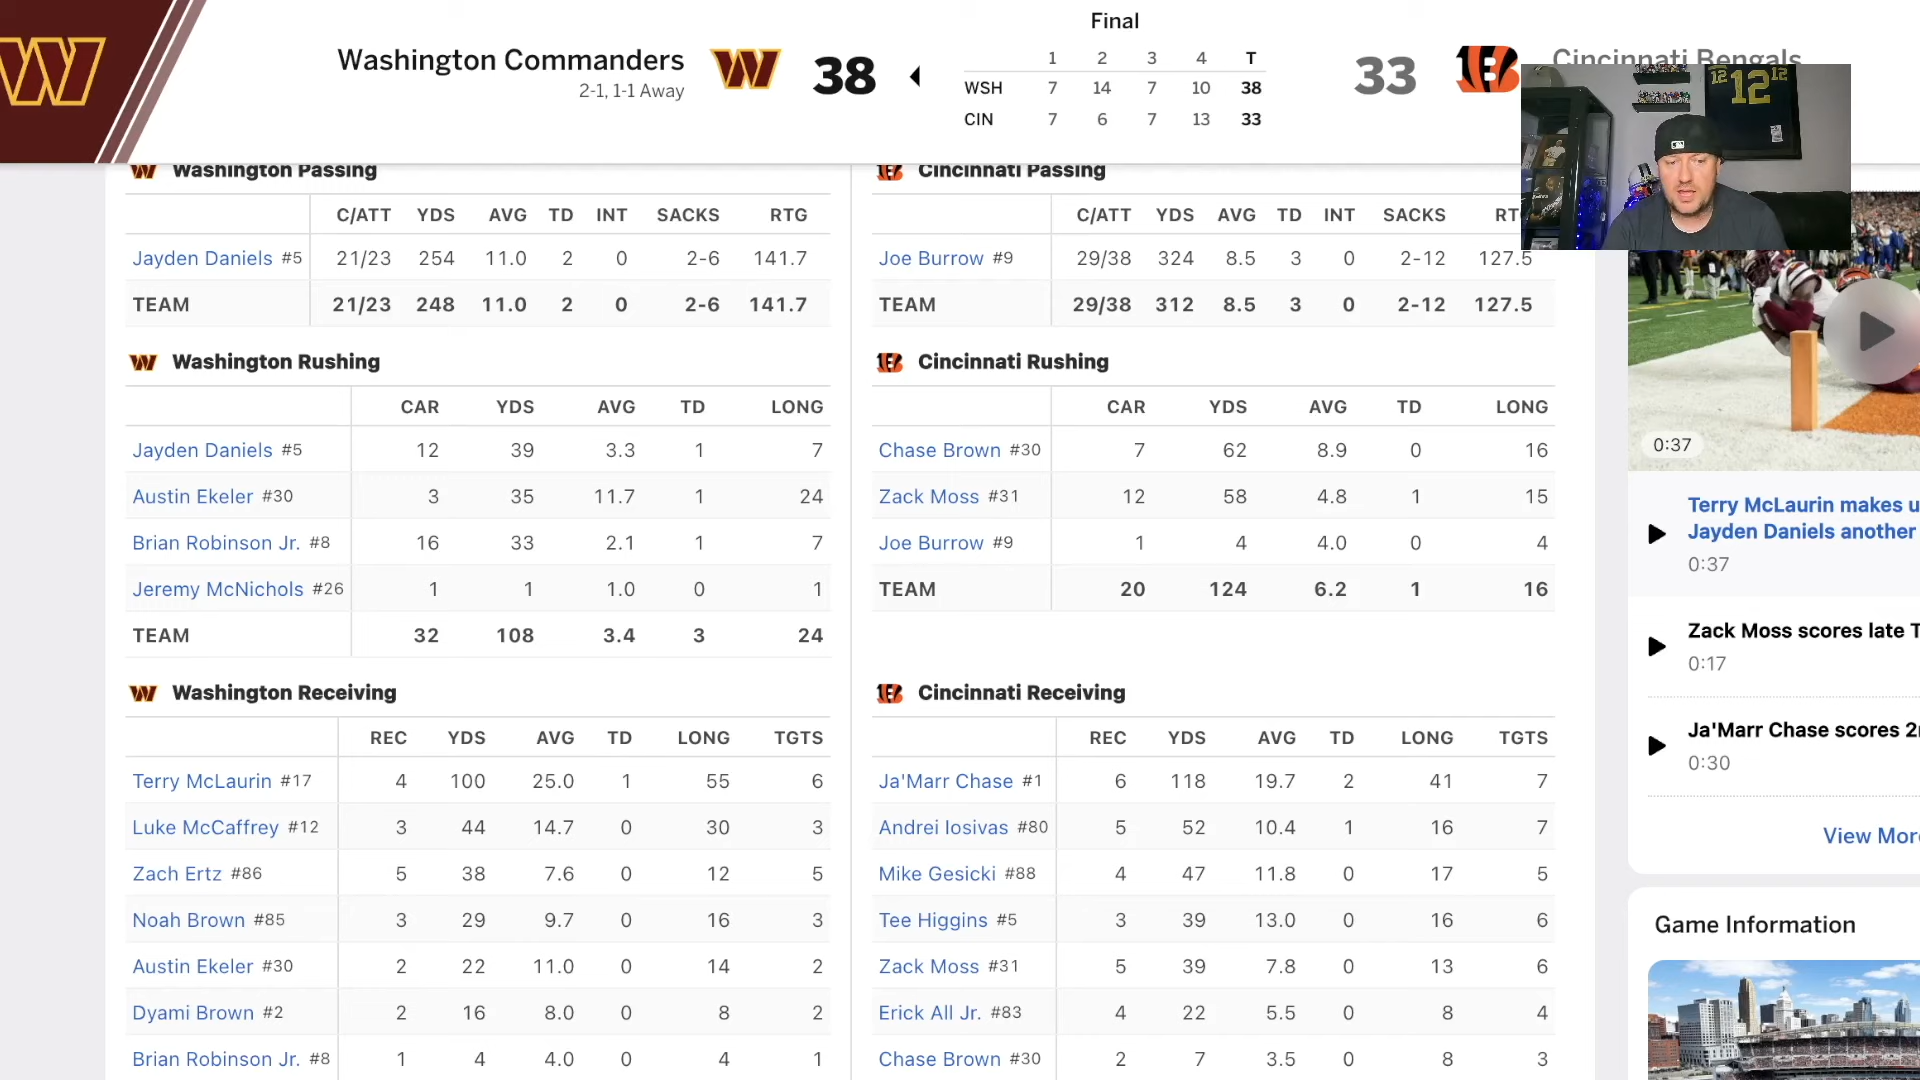 Final
Washington Commanders
2-1, 1-1 Away
38
1 2 3 4 T
WSH 7 14 7 10 38
CIN 7 6 7 13 33
33
Cincinnati Bengals
12 12 12
Washington Passing
C/ATT YDS AVG TD INT SACKS RTG
Jayden Daniels #5 21/23 254 11.0 2 0 2-6 141.7
TEAM 21/23 248 11.0 2 0 2-6 141.7
Washington Rushing
CAR YDS AVG TD LONG
Jayden Daniels #5 12 39 3.3 1 7
Austin Ekeler #30 3 35 11.7 1 24
Brian Robinson Jr. #8 16 33 2.1 1 7
Jeremy McNichols #26 1 1 1.0 0 1
TEAM 32 108 3.4 3 24
Washington Receiving
REC YDS AVG TD LONG TGTS
Terry McLaurin #17 4 100 25.0 1 55 6
Luke McCaffrey #12 3 44 14.7 0 30 3
Zach Ertz #86 5 38 7.6 0 12 5
Noah Brown #85 3 29 9.7 0 16 3
Austin Ekeler #30 2 22 11.0 0 14 2
Dyami Brown #2 2 16 8.0 0 8 2
Brian Robinson Jr. #8 1 4 4.0 0 4 1
Cincinnati Passing
C/ATT YDS AVG TD INT SACKS RT
Joe Burrow #9 29/38 324 8.5 3 0 2-12 127.5
TEAM 29/38 312 8.5 3 0 2-12 127.5
Cincinnati Rushing
CAR YDS AVG TD LONG
Chase Brown #30 7 62 8.9 0 16
Zack Moss #31 12 58 4.8 1 15
Joe Burrow #9 1 4 4.0 0 4
TEAM 20 124 6.2 1 16
Cincinnati Receiving
REC YDS AVG TD LONG TGTS
Ja'Marr Chase #1 6 118 19.7 2 41 7
Andrei Iosivas #80 5 52 10.4 1 16 7
Mike Gesicki #88 4 47 11.8 0 17 5
Tee Higgins #5 3 39 13.0 0 16 6
Zack Moss #31 5 39 7.8 0 13 6
Erick All Jr. #83 4 22 5.5 0 8 4
Chase Brown #30 2 7 3.5 0 8 3
0:37
Terry McLaurin makes u
Jayden Daniels another
0:37
Zack Moss scores late T
0:17
Ja'Marr Chase scores 2
0:30
View Mor
Game Information